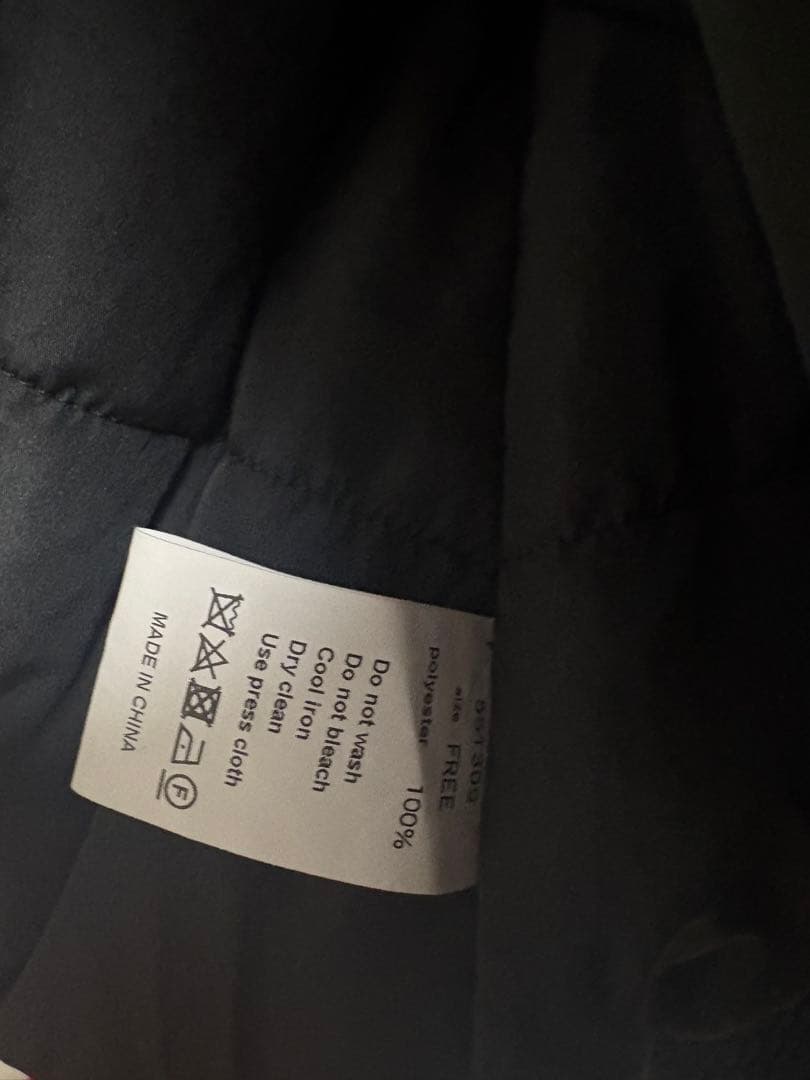 size FREE
polyester 100%
Do not wash
Do not bleach
Cool iron
Dry clean
Use press cloth
F
MADE IN CHINA